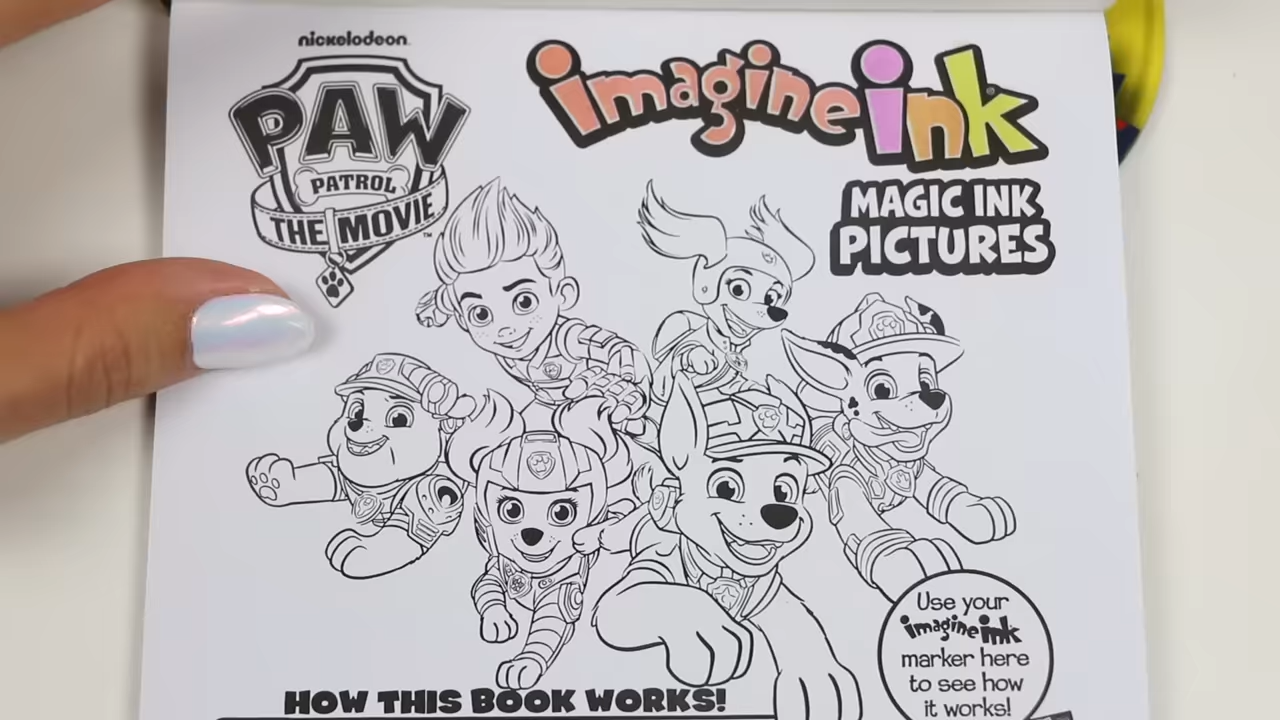 nickelodeon
PAW
PATROL
THE MOVIE™
imagine ink®
MAGIC INK
PICTURES
Use your
imagine ink
marker here
to see how
it works!
HOW THIS BOOK WORKS!